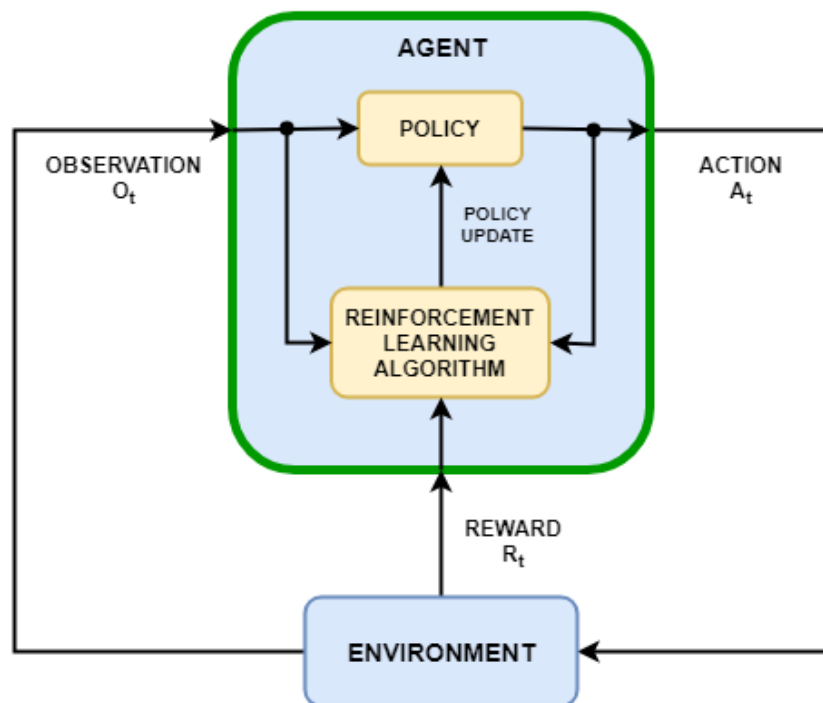 AGENT
POLICY
OBSERVATION
Oₜ
ACTION
Aₜ
POLICY
UPDATE
REINFORCEMENT
LEARNING
ALGORITHM
REWARD
Rₜ
ENVIRONMENT